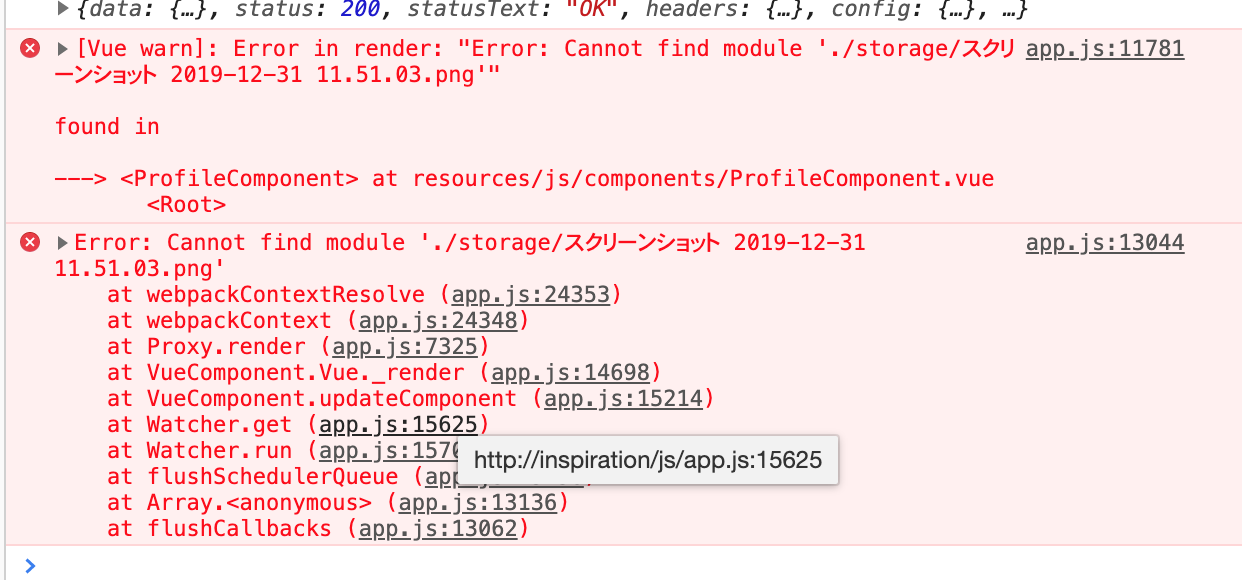 ▶{data: {…}, status: 200, statusText: "OK", headers: {…}, config: {…}, …}
▶[Vue warn]: Error in render: "Error: Cannot find module './storage/スクリ app.js:11781
ーンショット 2019-12-31 11.51.03.png'"
found in
---> <ProfileComponent> at resources/js/components/ProfileComponent.vue
<Root>
▶Error: Cannot find module './storage/スクリーンショット 2019-12-31 app.js:13044
11.51.03.png'
at webpackContextResolve (app.js:24353)
at webpackContext (app.js:24348)
at Proxy.render (app.js:7325)
at VueComponent.Vue._render (app.js:14698)
at VueComponent.updateComponent (app.js:15214)
at Watcher.get (app.js:15625)
at Watcher.run (app.js:1570
http://inspiration/js/app.js:15625
at flushSchedulerQueue (app
at Array.<anonymous> (app.js:13136)
at flushCallbacks (app.js:13062)
>